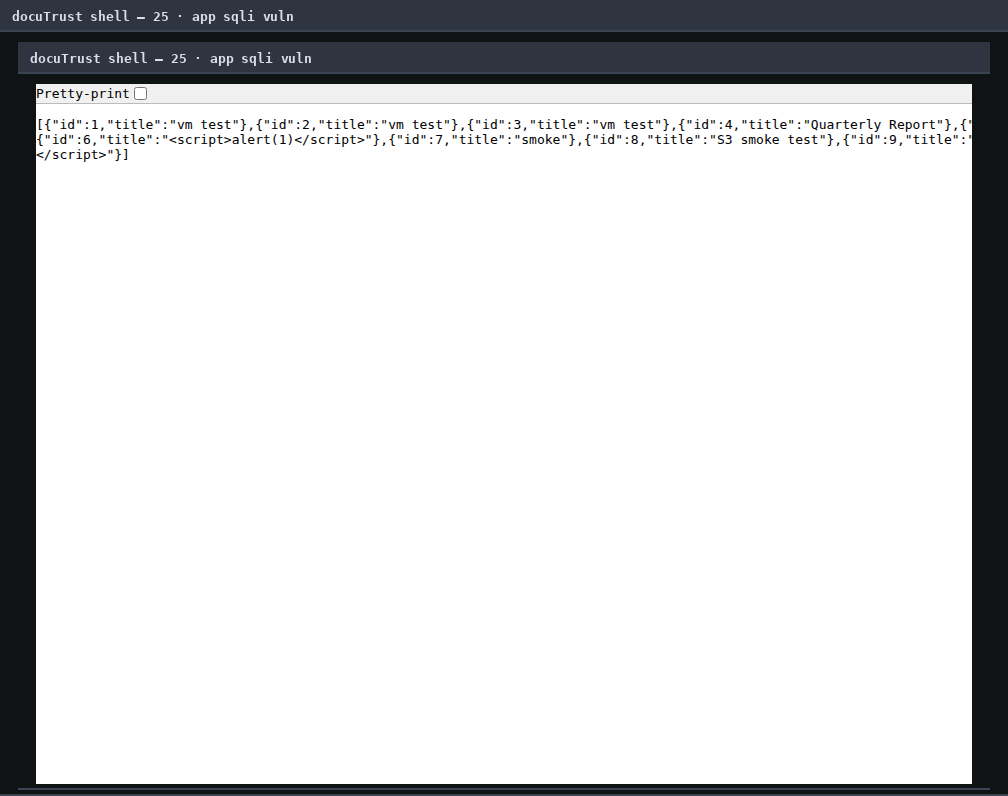 docuTrust shell — 25 · app sqli vuln
docuTrust shell — 25 · app sqli vuln
Pretty-print
[{"id":1,"title":"vm test"},{"id":2,"title":"vm test"},{"id":3,"title":"vm test"},{"id":4,"title":"Quarterly Report"},{"
{"id":6,"title":"<script>alert(1)</script>"},{"id":7,"title":"smoke"},{"id":8,"title":"S3 smoke test"},{"id":9,"title":"
</script>"}]